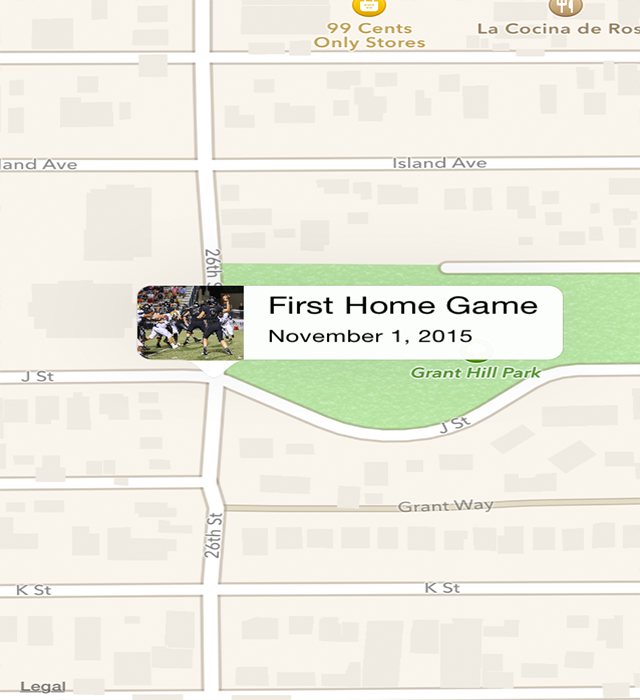 99 Cents
Only Stores
La Cocina de Ros
land Ave
Island Ave
26th S
First Home Game
November 1, 2015
J St
Grant Hill Park
J St
Grant Way
26th St
K St
K St
Legal